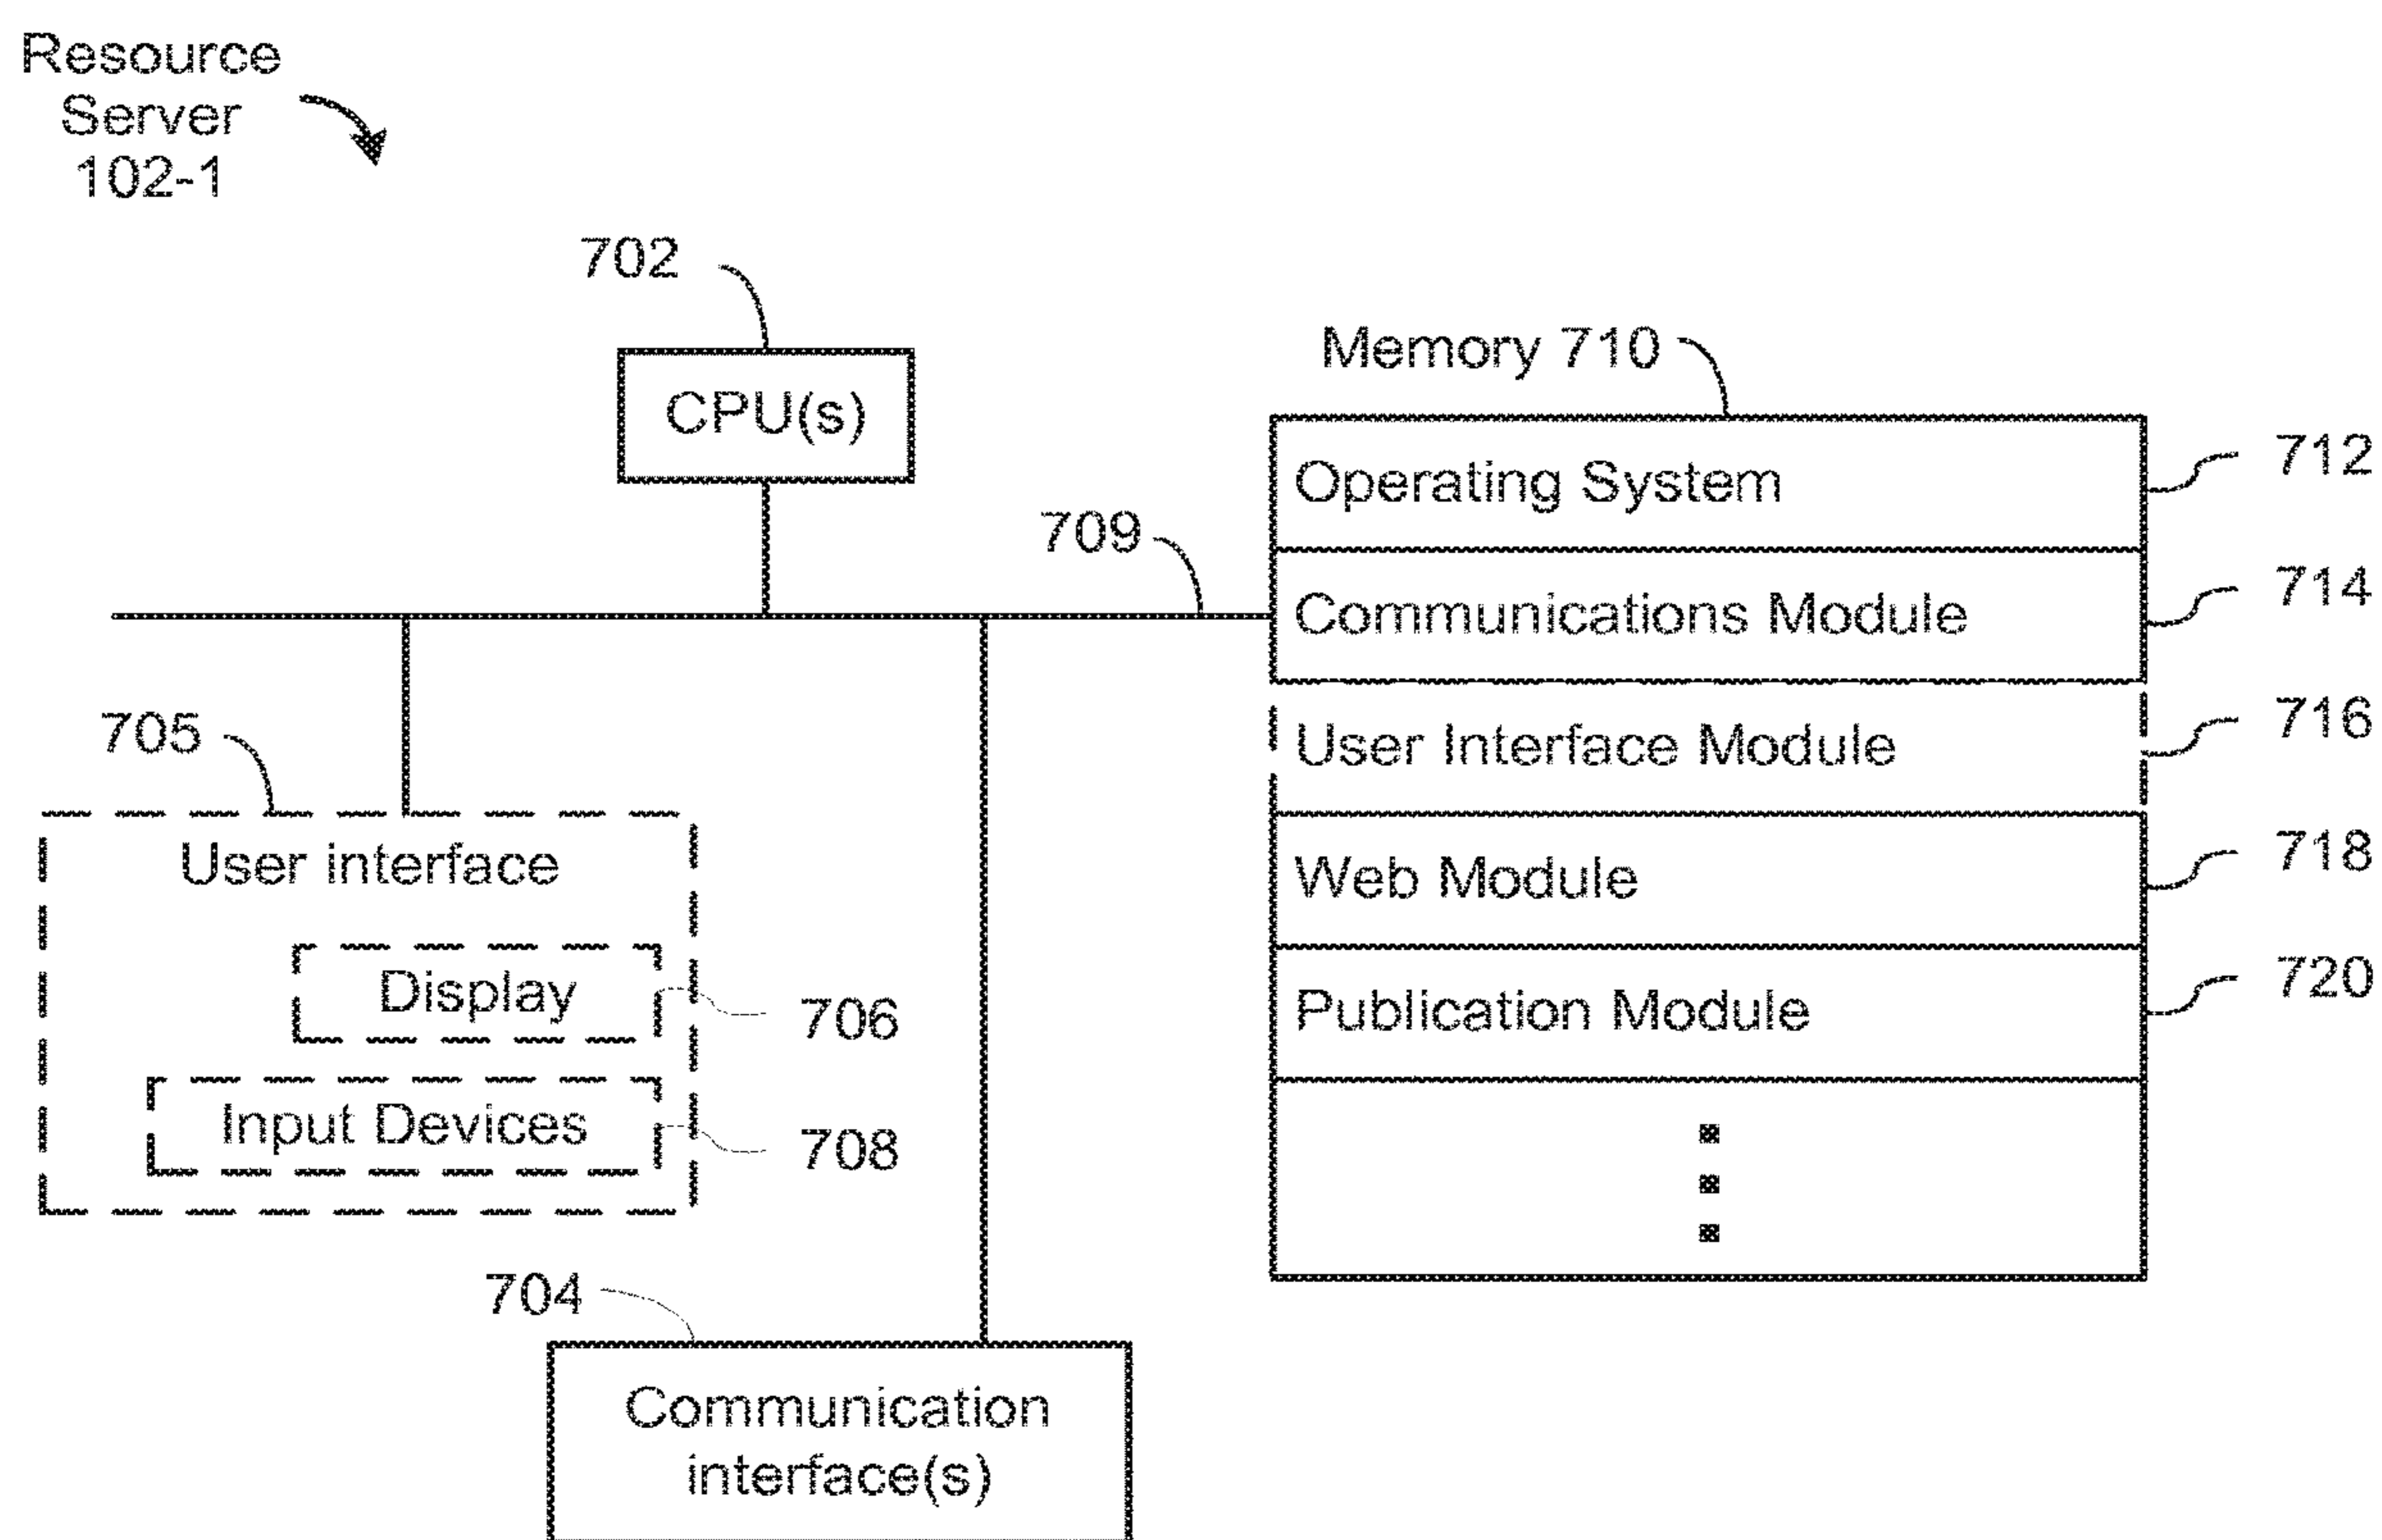 Resource
Server
102-1
702
CPU(s)
709
Memory 710
Operating System
712
Communications Module
714
User Interface Module
716
Web Module
718
Publication Module
720
705
User interface
Display
706
Input Devices
708
704
Communication
interface(s)